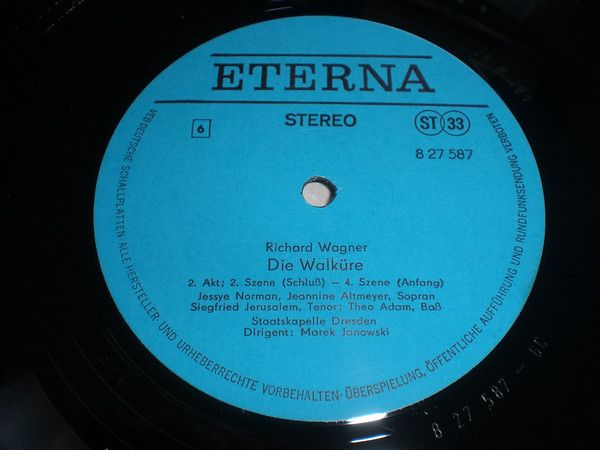 ETERNA
6
STEREO
ST 33
8 27 587
Richard Wagner
Die Walküre
2. Akt; 2. Szene (Schluß) – 4. Szene (Anfang)
Jessye Norman, Jeannine Altmeyer, Sopran
Siegfried Jerusalem, Tenor; Theo Adam, Baß
Staatskapelle Dresden
Dirigent: Marek Janowski
VEB DEUTSCHE SCHALLPLATTEN ALLE HERSTELLER- UND URHEBERRECHTE VORBEHALTEN·ÜBERSPIELUNG, ÖFFENTLICHE AUFFÜHRUNG UND RUNDFUNKSENDUNG VERBOTEN
8 27 587 -